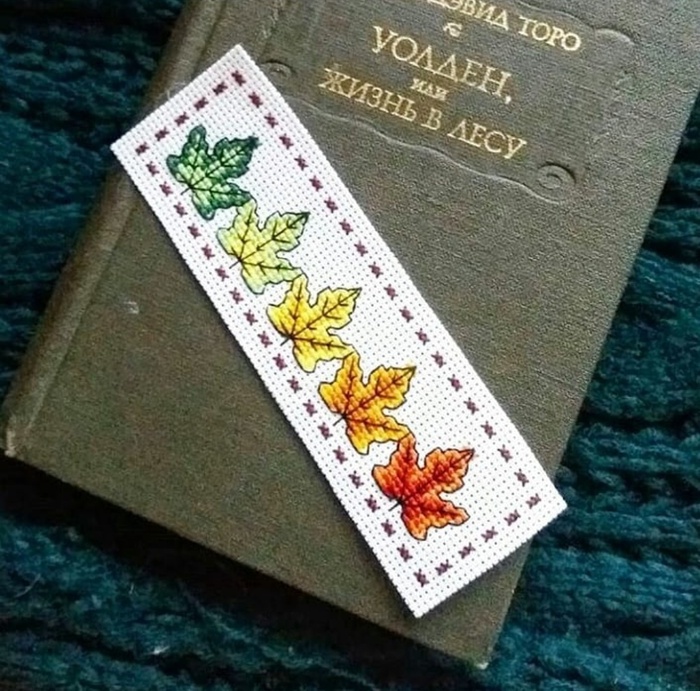 ДЭВИД ТОРО
УОЛДЕН,
ИЛИ
ЖИЗНЬ В ЛЕСУ